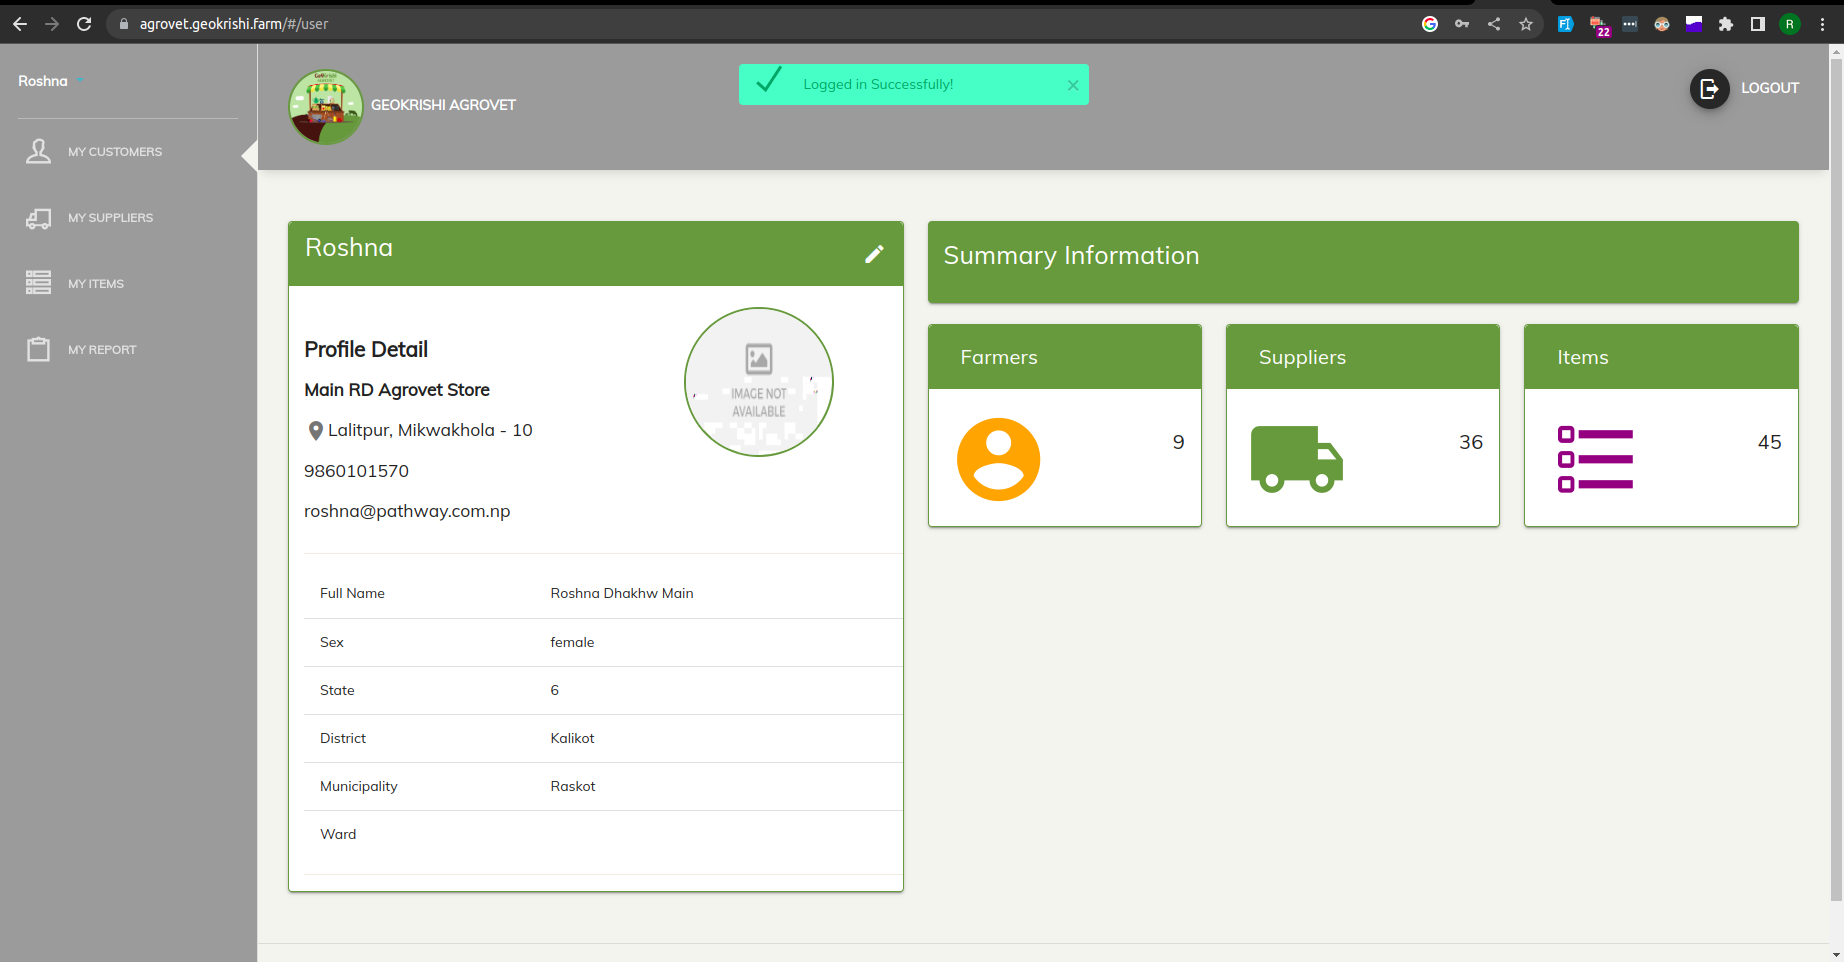 agrovet.geokrishi.farm/#/user
22
R
Roshna
MY CUSTOMERS
MY SUPPLIERS
MY ITEMS
MY REPORT
GEOKRISHI AGROVET
Logged in Successfully!
LOGOUT
Roshna
Profile Detail
Main RD Agrovet Store
Lalitpur, Mikwakhola - 10
9860101570
roshna@pathway.com.np
IMAGE NOT
AVAILABLE
Full Name Roshna Dhakhw Main
Sex female
State 6
District Kalikot
Municipality Raskot
Ward
Summary Information
Farmers
9
Suppliers
36
Items
45